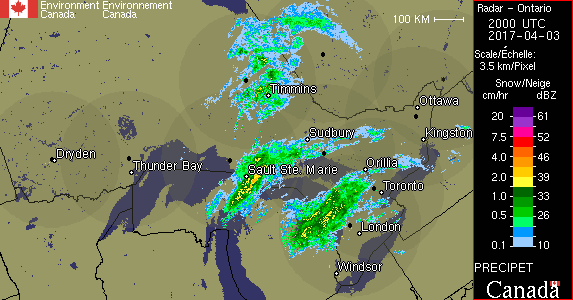 Environment Environnement
Canada Canada
100 KM
Timmins
Ottawa
Sudbury
Kingston
Dryden
Thunder Bay
Sault Ste. Marie
Orillia
Toronto
London
Windsor
Radar - Ontario
2000 UTC
2017-04-03
Scale/Échelle:
3.5 km/Pixel
Snow/Neige
cm/hr dBZ
20 61
7.5 57
7.5 52
4.0 46
2.0 39
1.0 33
0.5 26
0.1 10
PRECIPET
Canada